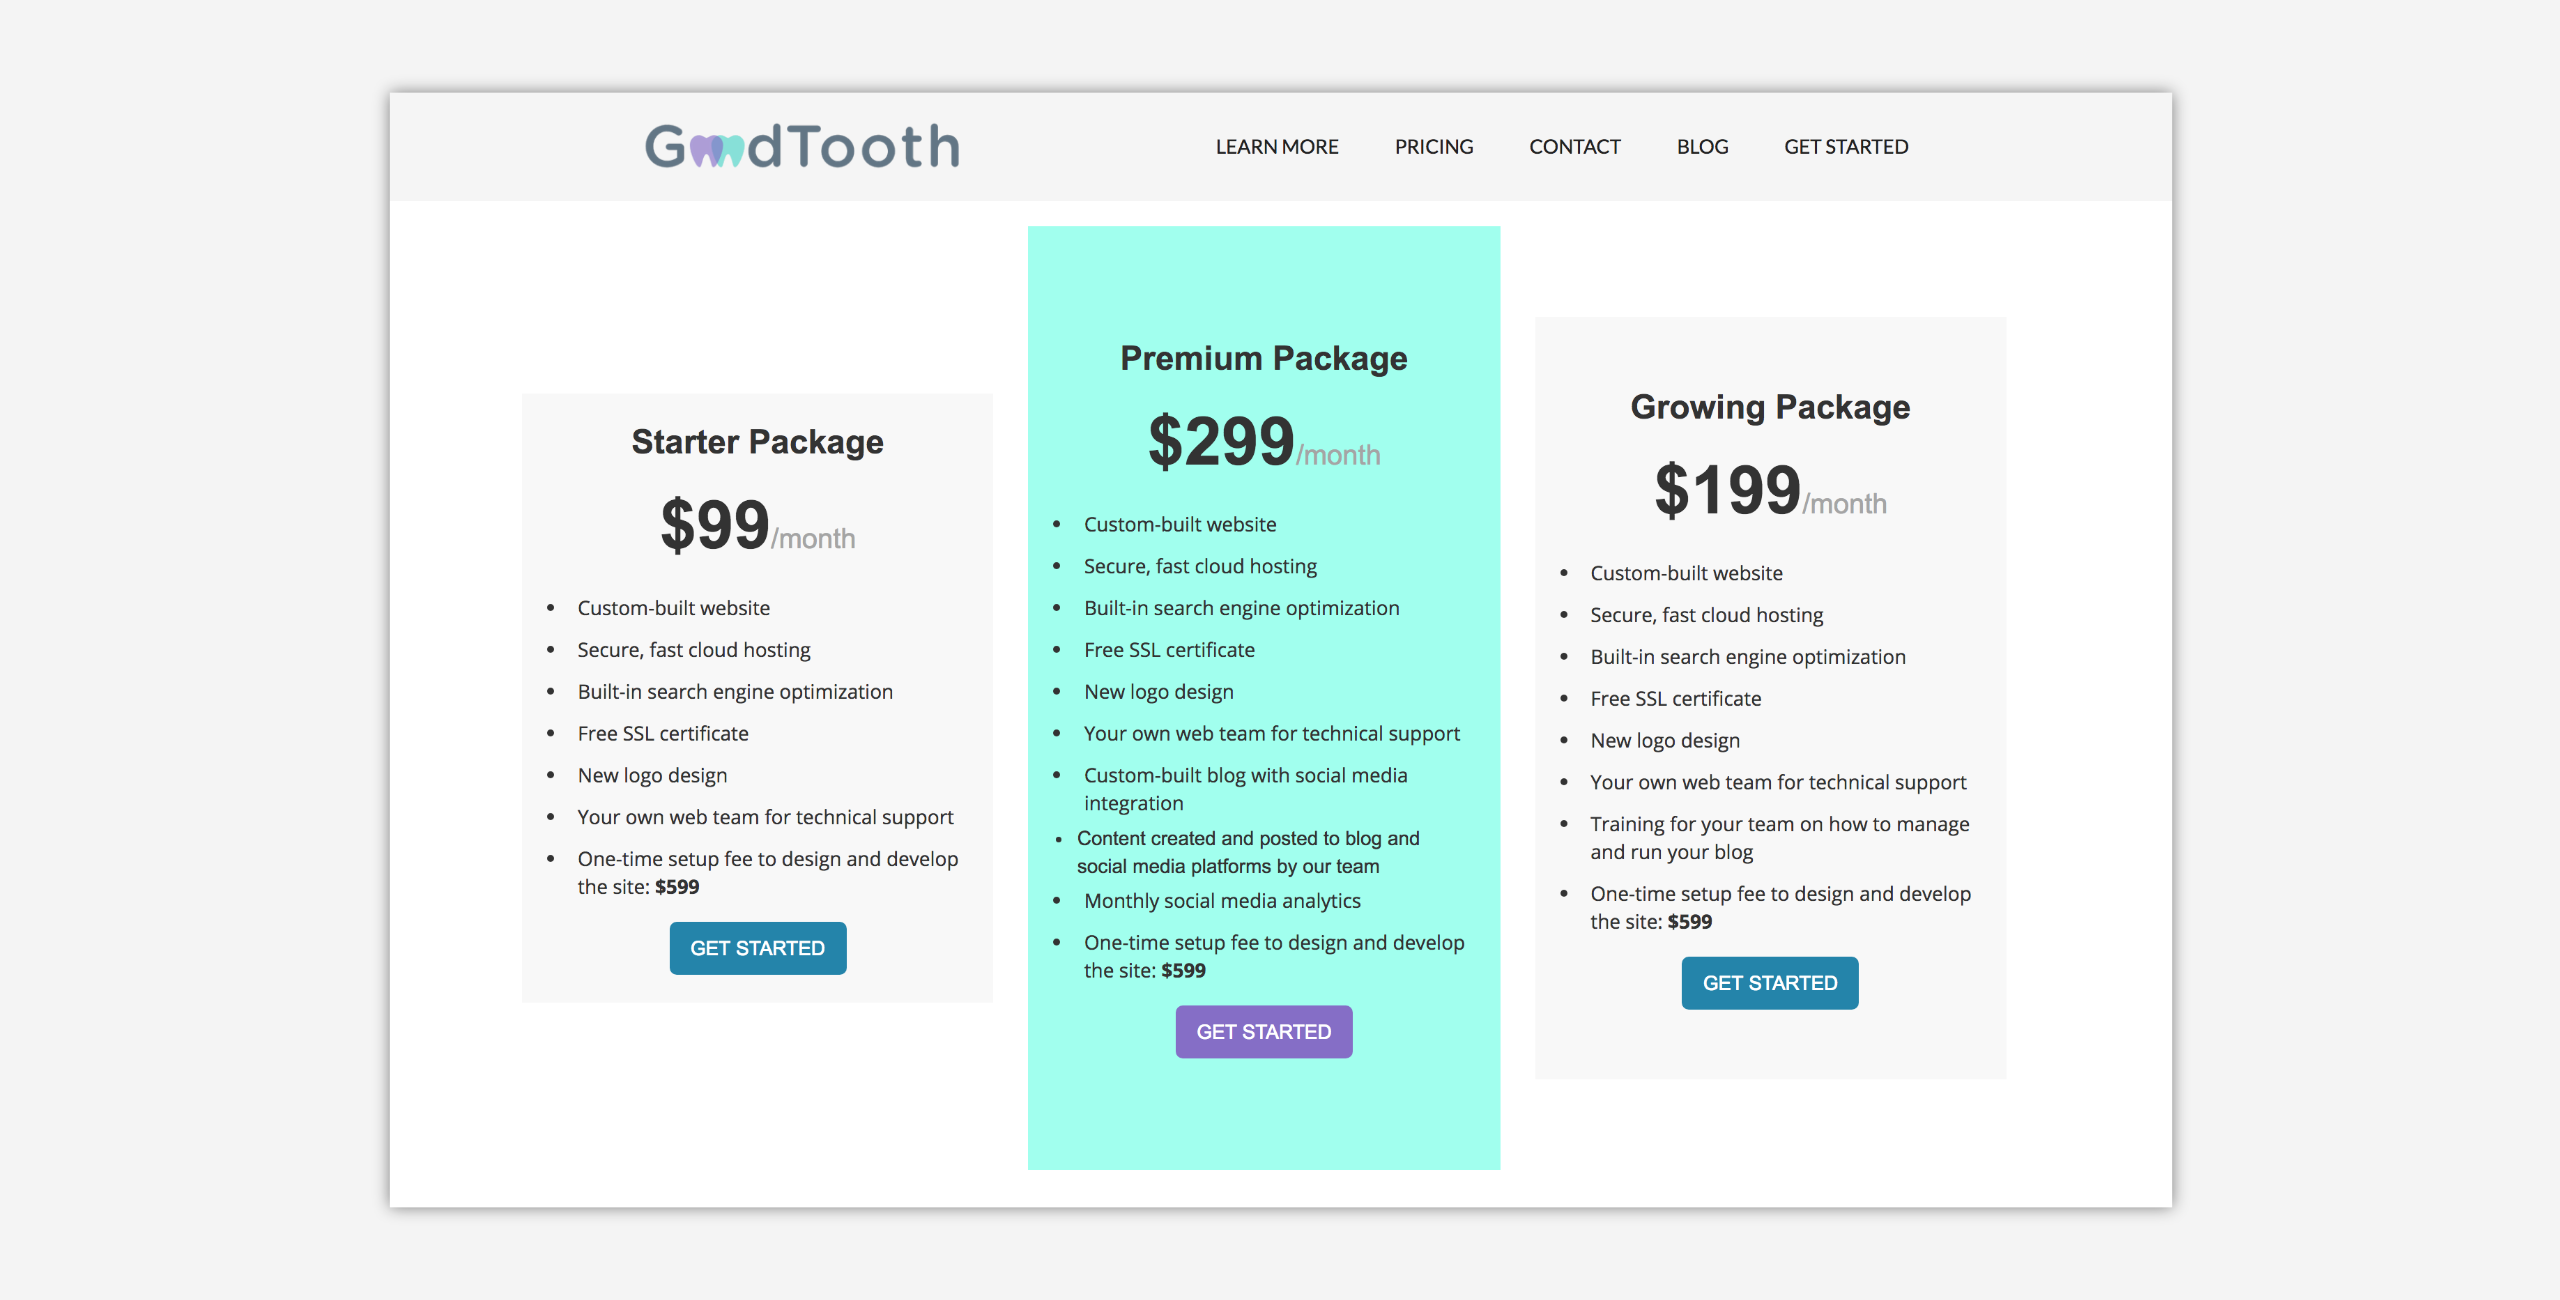 GoodTooth
LEARN MORE
PRICING
CONTACT
BLOG
GET STARTED
Starter Package
$99/month
• Custom-built website
• Secure, fast cloud hosting
• Built-in search engine optimization
• Free SSL certificate
• New logo design
• Your own web team for technical support
• One-time setup fee to design and develop
the site: $599
GET STARTED
Premium Package
$299/month
• Custom-built website
• Secure, fast cloud hosting
• Built-in search engine optimization
• Free SSL certificate
• New logo design
• Your own web team for technical support
• Custom-built blog with social media
integration
• Content created and posted to blog and
social media platforms by our team
• Monthly social media analytics
• One-time setup fee to design and develop
the site: $599
GET STARTED
Growing Package
$199/month
• Custom-built website
• Secure, fast cloud hosting
• Built-in search engine optimization
• Free SSL certificate
• New logo design
• Your own web team for technical support
• Training for your team on how to manage
and run your blog
• One-time setup fee to design and develop
the site: $599
GET STARTED